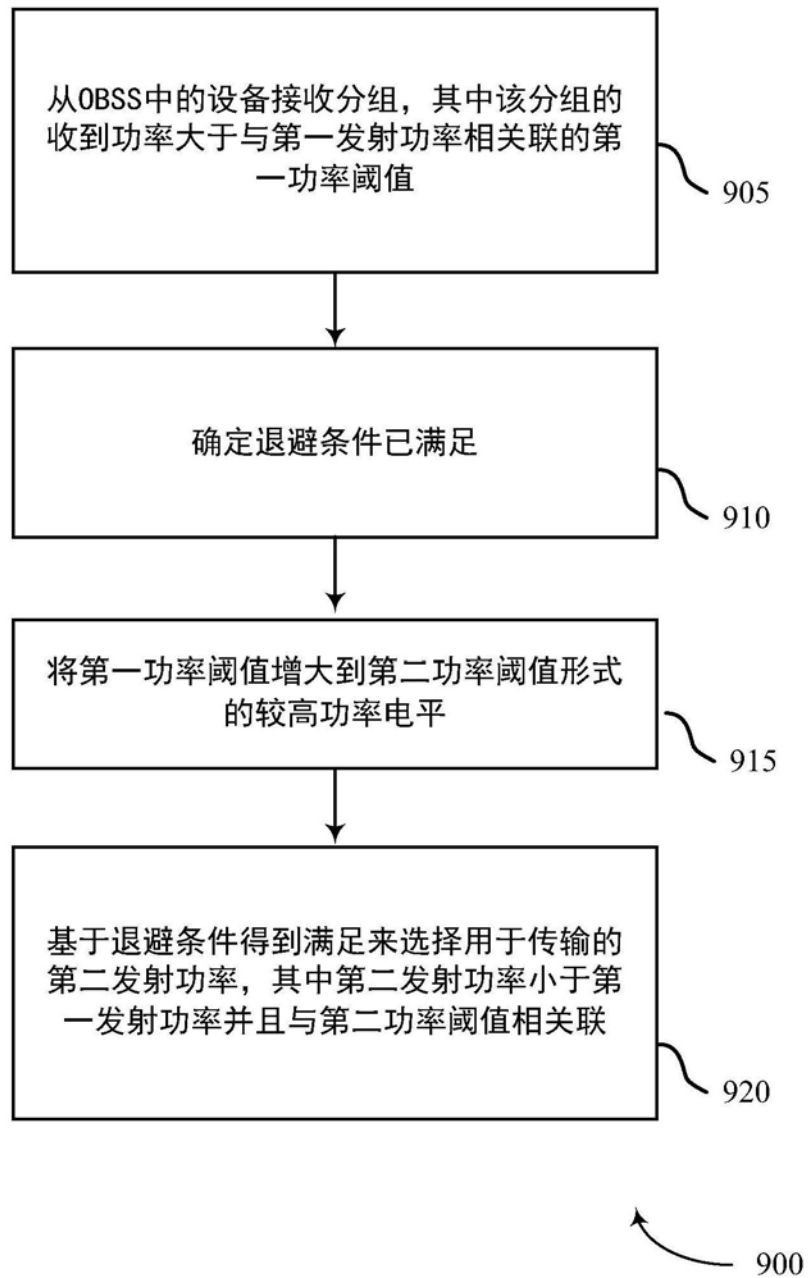 从OBSS中的设备接收分组，其中该分组的
收到功率大于与第一发射功率相关联的第
一功率阈值
905
确定退避条件已满足
910
将第一功率阈值增大到第二功率阈值形式
的较高功率电平
915
基于退避条件得到满足来选择用于传输的
第二发射功率，其中第二发射功率小于第
一发射功率并且与第二功率阈值相关联
920
900